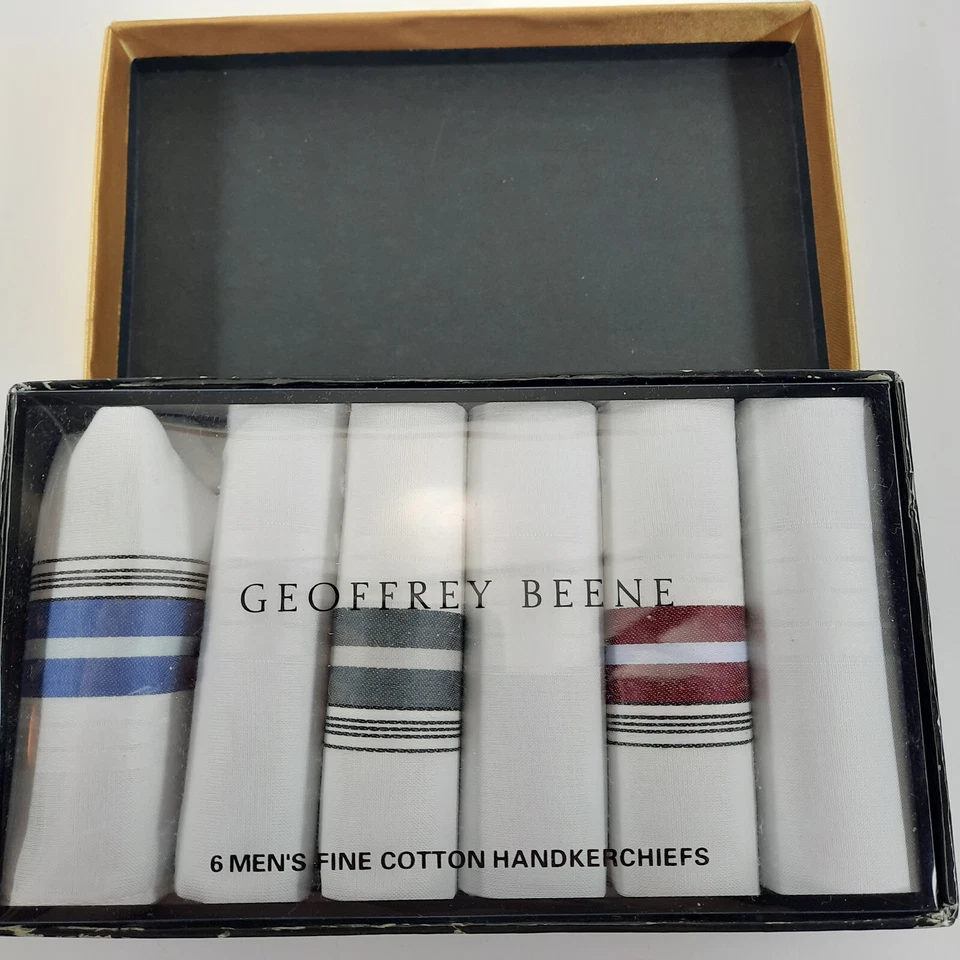 GEOFFREY BEENE
6 MEN'S FINE COTTON HANDKERCHIEFS